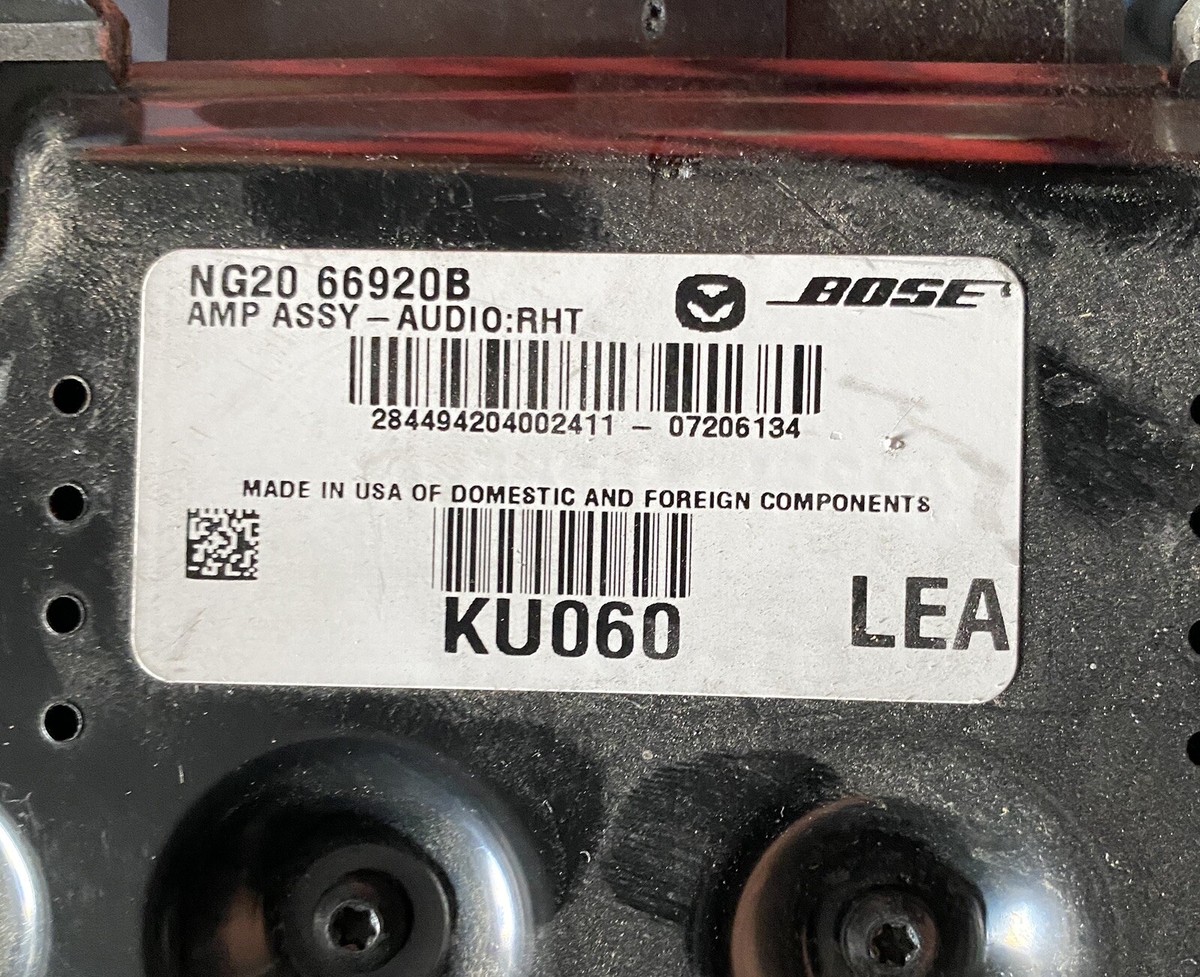 NG20 66920B
AMP ASSY – AUDIO:RHT
BOSE
284494204002411 – 07206134
MADE IN USA OF DOMESTIC AND FOREIGN COMPONENTS
KU060
LEA